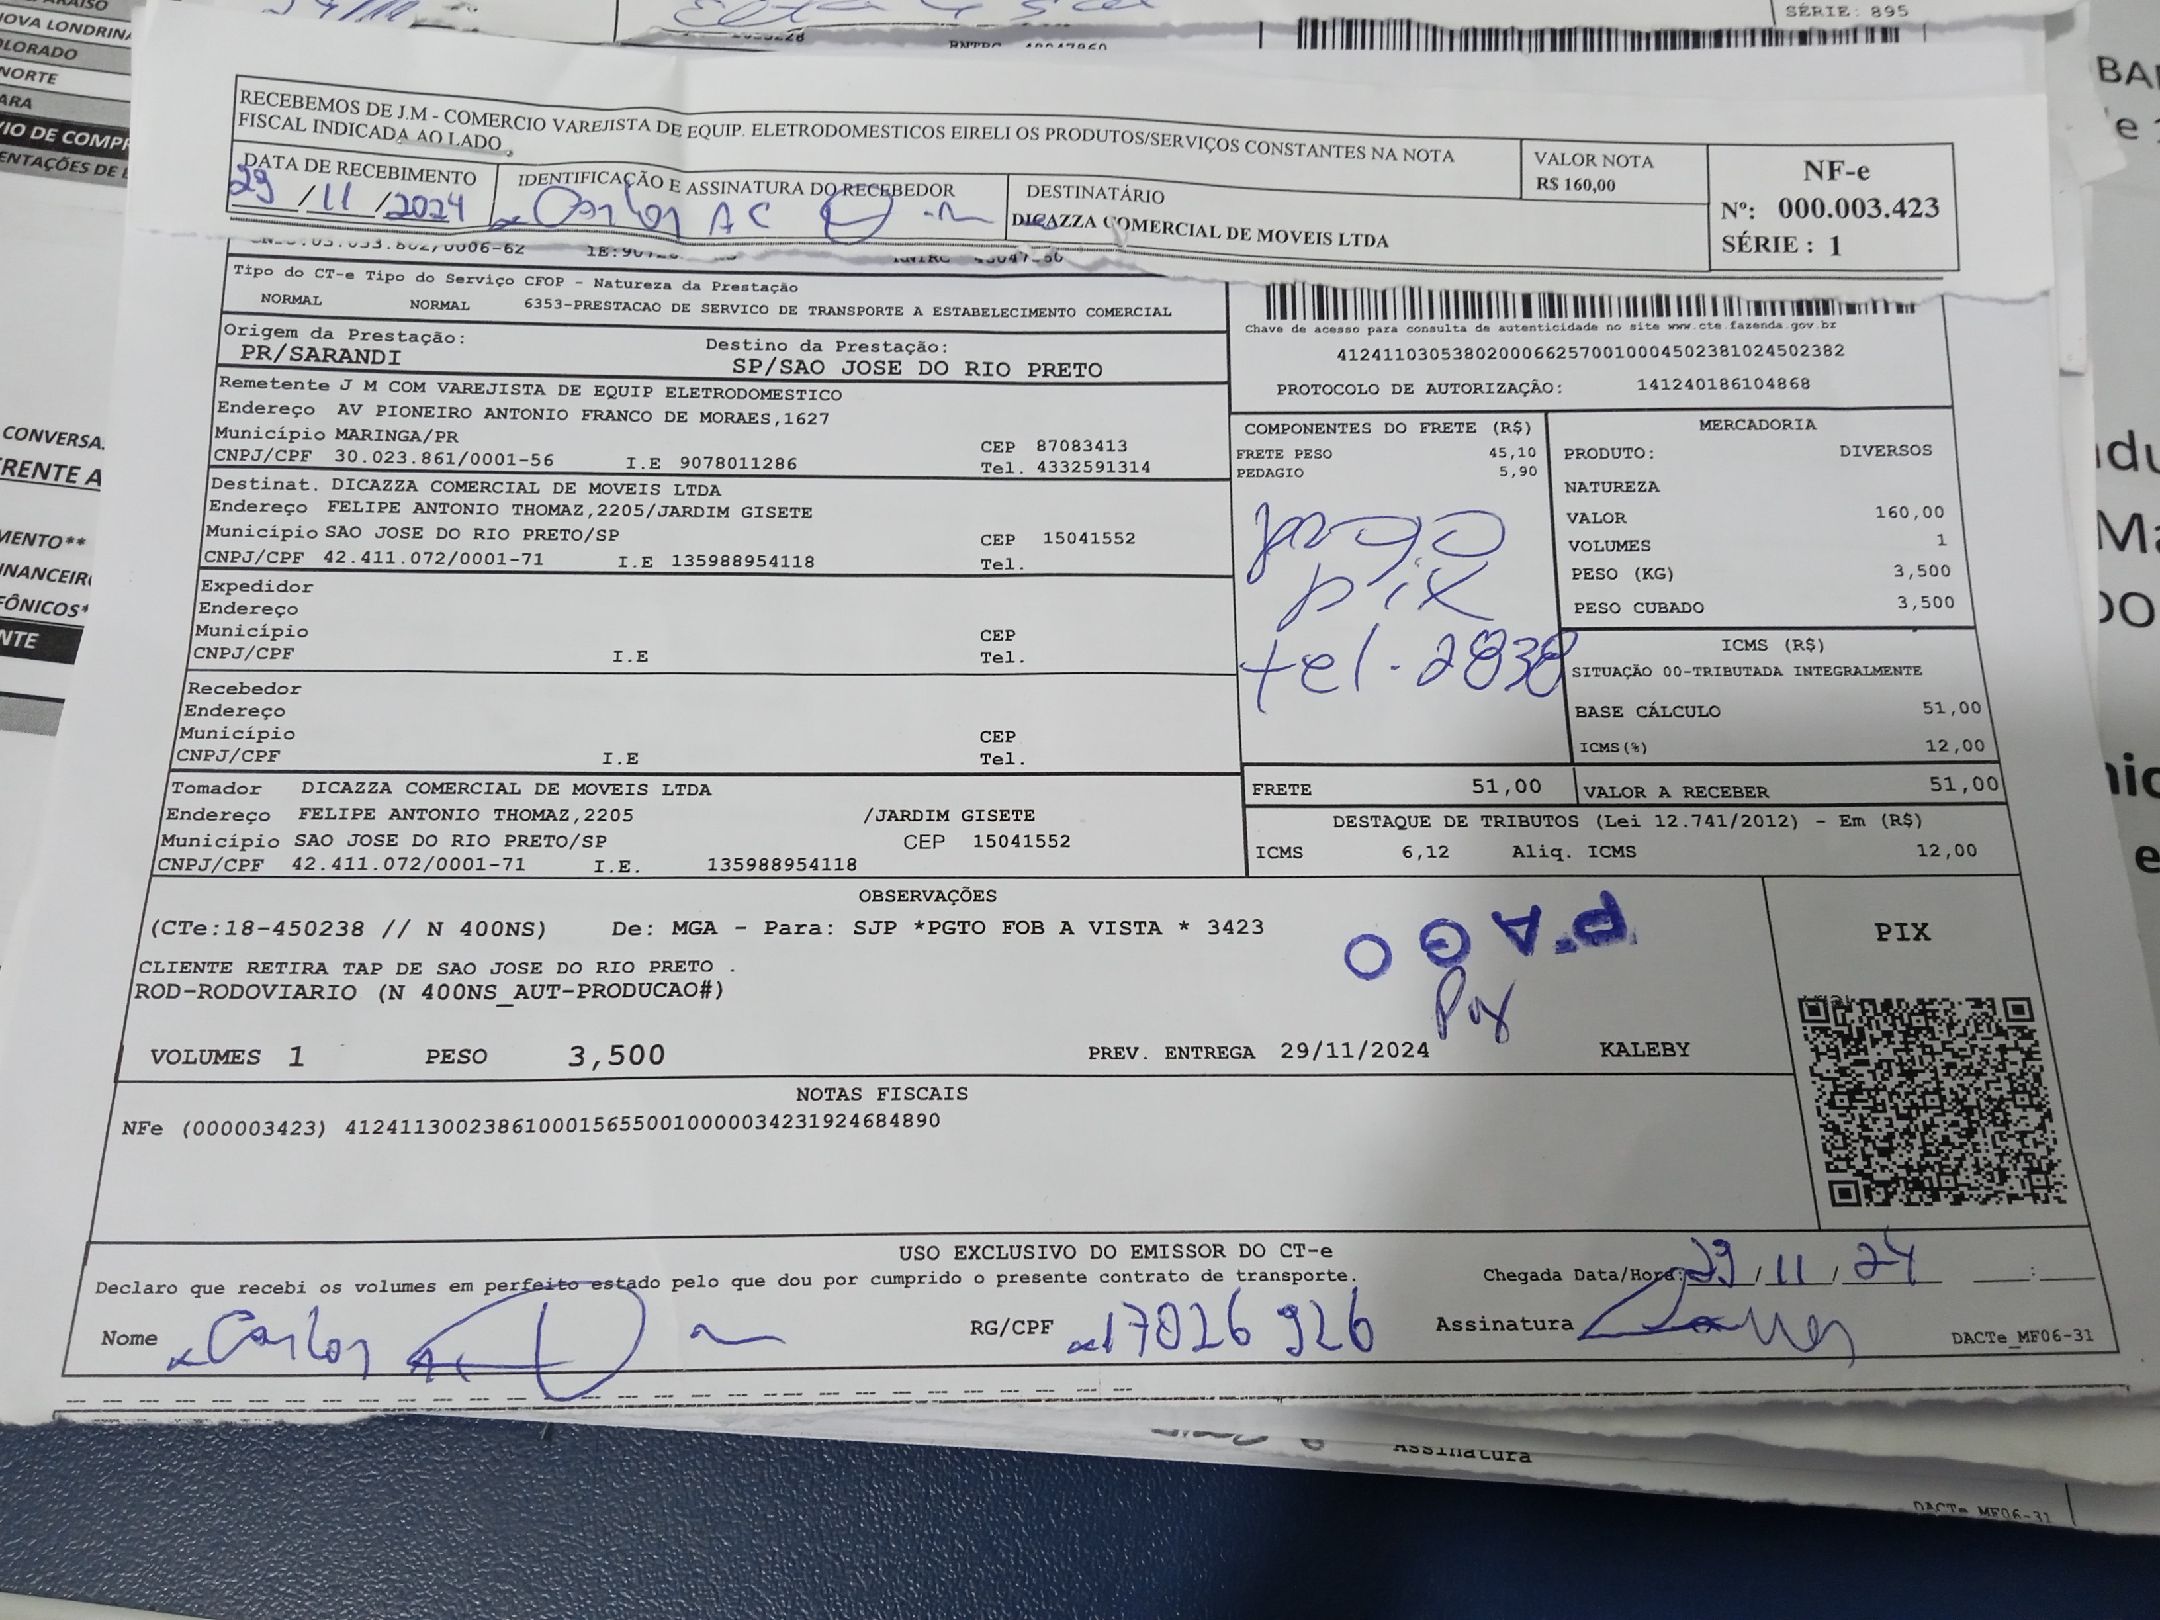 NOVA LONDRINA
NORTE
SÉRIE: 895
RECEBEMOS DE J.M - COMERCIO VAREJISTA DE EQUIP. ELETRODOMESTICOS EIRELI OS PRODUTOS/SERVIÇOS CONSTANTES NA NOTA
FISCAL INDICADA AO LADO
VALOR NOTA
R$ 160,00
NF-e
Nº: 000.003.423
SÉRIE : 1
DATA DE RECEBIMENTO
29/11/2024
IDENTIFICAÇÃO E ASSINATURA DO RECEBEDOR
Carlos AC
DESTINATÁRIO
DICAZZA COMERCIAL DE MOVEIS LTDA
Tipo do CT-e Tipo do Serviço CFOP - Natureza da Prestação
NORMAL NORMAL 6353-PRESTACAO DE SERVICO DE TRANSPORTE A ESTABELECIMENTO COMERCIAL
Chave de acesso para consulta de autenticidade no site www.cte.fazenda.gov.br
41241103053802000662570010004502381024502382
PROTOCOLO DE AUTORIZAÇÃO: 141240186104868
Origem da Prestação: Destino da Prestação:
PR/SARANDI SP/SAO JOSE DO RIO PRETO
Remetente J M COM VAREJISTA DE EQUIP ELETRODOMESTICO
Endereço AV PIONEIRO ANTONIO FRANCO DE MORAES,1627
Município MARINGA/PR CEP 87083413
CNPJ/CPF 30.023.861/0001-56 I.E 9078011286 Tel. 4332591314
Destinat. DICAZZA COMERCIAL DE MOVEIS LTDA
Endereço FELIPE ANTONIO THOMAZ,2205/JARDIM GISETE
Município SAO JOSE DO RIO PRETO/SP CEP 15041552
CNPJ/CPF 42.411.072/0001-71 I.E 135988954118 Tel.
Expedidor
Endereço
Município CEP
CNPJ/CPF I.E Tel.
Recebedor
Endereço
Município CEP
CNPJ/CPF I.E Tel.
Tomador DICAZZA COMERCIAL DE MOVEIS LTDA
Endereço FELIPE ANTONIO THOMAZ,2205 /JARDIM GISETE
Município SAO JOSE DO RIO PRETO/SP CEP 15041552
CNPJ/CPF 42.411.072/0001-71 I.E. 135988954118
COMPONENTES DO FRETE (R$)
FRETE PESO 45,10
PEDAGIO 5,90
pago
pix
tel-2838
MERCADORIA
PRODUTO: DIVERSOS
NATUREZA
VALOR 160,00
VOLUMES 1
PESO (KG) 3,500
PESO CUBADO 3,500
ICMS (R$)
SITUAÇÃO 00-TRIBUTADA INTEGRALMENTE
BASE CÁLCULO 51,00
ICMS(%) 12,00
FRETE 51,00 VALOR A RECEBER 51,00
DESTAQUE DE TRIBUTOS (Lei 12.741/2012) - Em (R$)
ICMS 6,12 Aliq. ICMS 12,00
OBSERVAÇÕES
(CTe:18-450238 // N 400NS) De: MGA - Para: SJP *PGTO FOB A VISTA * 3423
CLIENTE RETIRA TAP DE SAO JOSE DO RIO PRETO .
ROD-RODOVIARIO (N 400NS_AUT-PRODUCAO#)
PAGO
Pix
PIX
VOLUMES 1 PESO 3,500 PREV. ENTREGA 29/11/2024 KALEBY
NOTAS FISCAIS
NFe (000003423) 41241130023861000156550010000034231924684890
USO EXCLUSIVO DO EMISSOR DO CT-e
Declaro que recebi os volumes em perfeito estado pelo que dou por cumprido o presente contrato de transporte.
Chegada Data/Hora: 29/11/24 __:__
Nome Carlos
RG/CPF 17026926
Assinatura
DACTe_MF06-31
Assinatura
DACTe MF06-31